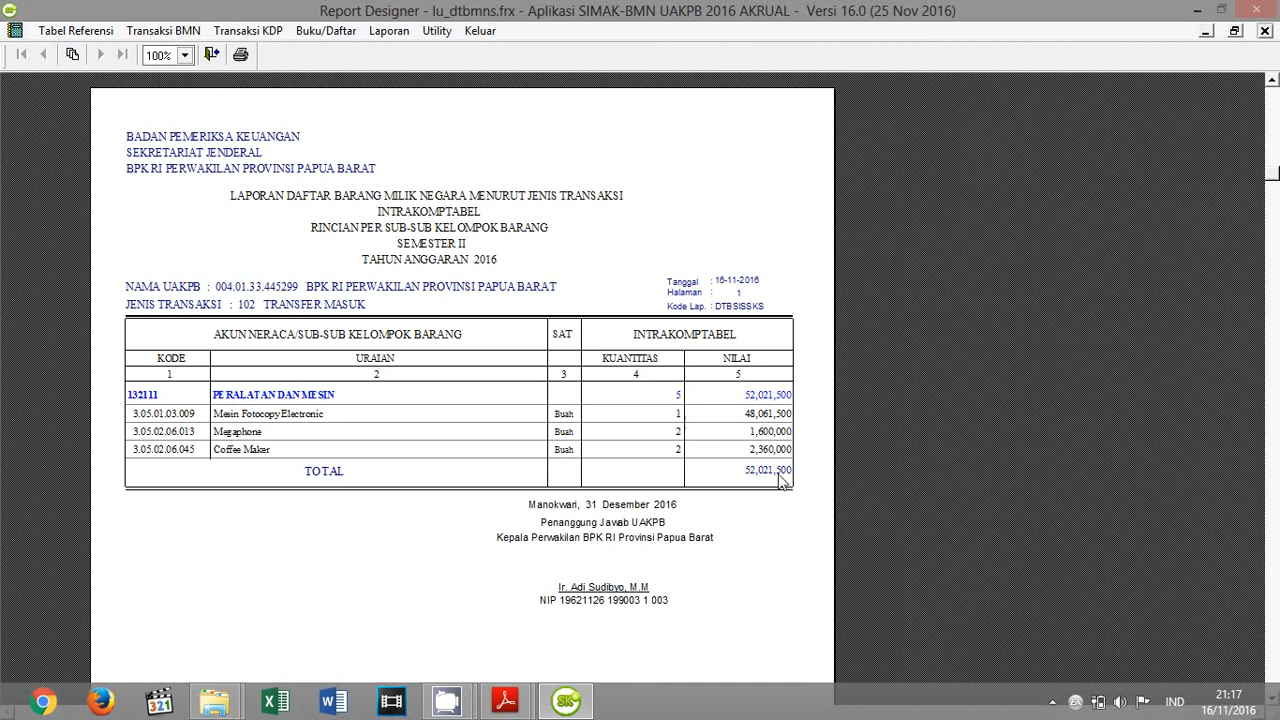 Report Designer - lu_dtbmns.frx - Aplikasi SIMAK-BMN UAKPB 2016 AKRUAL - Versi 16.0 (25 Nov 2016)
Tabel Referensi Transaksi BMN Transaksi KDP Buku/Daftar Laporan Utility Keluar
100%
BADAN PEMERIKSA KEUANGAN
SEKRETARIAT JENDERAL
BPK RI PERWAKILAN PROVINSI PAPUA BARAT
LAPORAN DAFTAR BARANG MILIK NEGARA MENURUT JENIS TRANSAKSI
INTRAKOMPTABEL
RINCIAN PER SUB-SUB KELOMPOK BARANG
SEMESTER II
TAHUN ANGGARAN 2016
NAMA UAKPB : 004.01.33.445299 BPK RI PERWAKILAN PROVINSI PAPUA BARAT
JENIS TRANSAKSI : 102 TRANSFER MASUK
Tanggal : 16-11-2016
Halaman : 1
Kode Lap. : DTBSISSKS
AKUN NERACA/SUB-SUB KELOMPOK BARANG SAT INTRAKOMPTABEL
KODE URAIAN KUANTITAS NILAI
1 2 3 4 5
132111 PERALATAN DAN MESIN 5 52,021,500
3.05.01.03.009 Mesin Fotocopy Electronic Buah 1 48,061,500
3.05.02.06.013 Megaphone Buah 2 1,600,000
3.05.02.06.045 Coffee Maker Buah 2 2,360,000
TOTAL 52,021,500
Manokwari, 31 Desember 2016
Penanggung Jawab UAKPB
Kepala Perwakilan BPK RI Provinsi Papua Barat
Ir. Adi Sudibyo, M.M
NIP 19621126 199003 1 003
321
SK
IND
21:17
16/11/2016